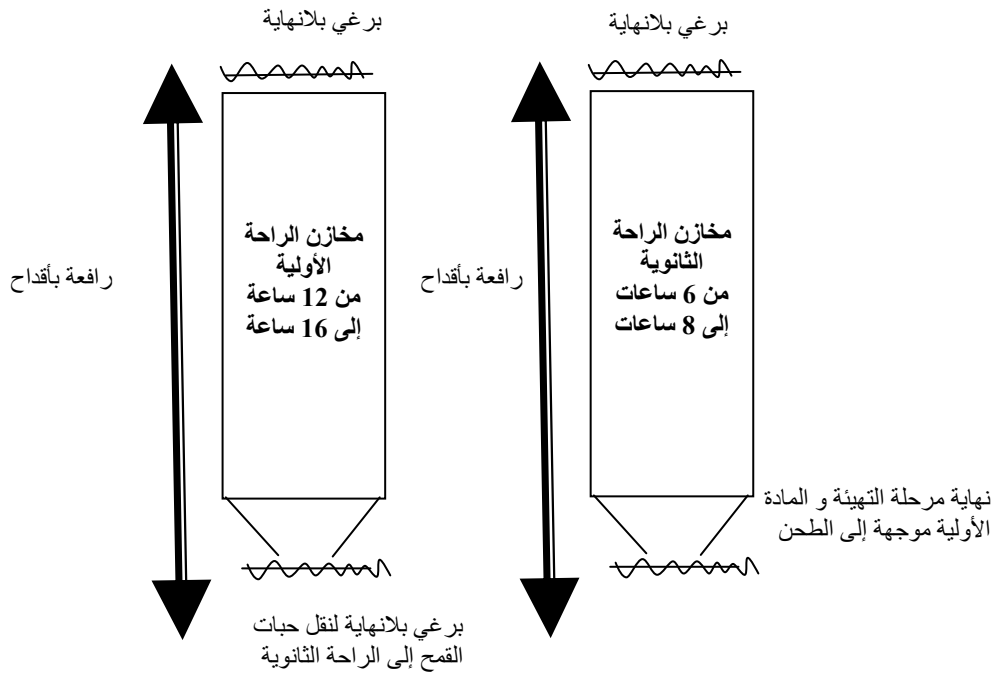 برغي بلانهاية
برغي بلانهاية
مخازن الراحة
الأولية
من 12 ساعة
إلى 16 ساعة
رافعة بأقداح
مخازن الراحة
الثانوية
من 6 ساعات
إلى 8 ساعات
رافعة بأقداح
نهاية مرحلة التهيئة و المادة
الأولية موجهة إلى الطحن
برغي بلانهاية لنقل حبات
القمح إلى الراحة الثانوية